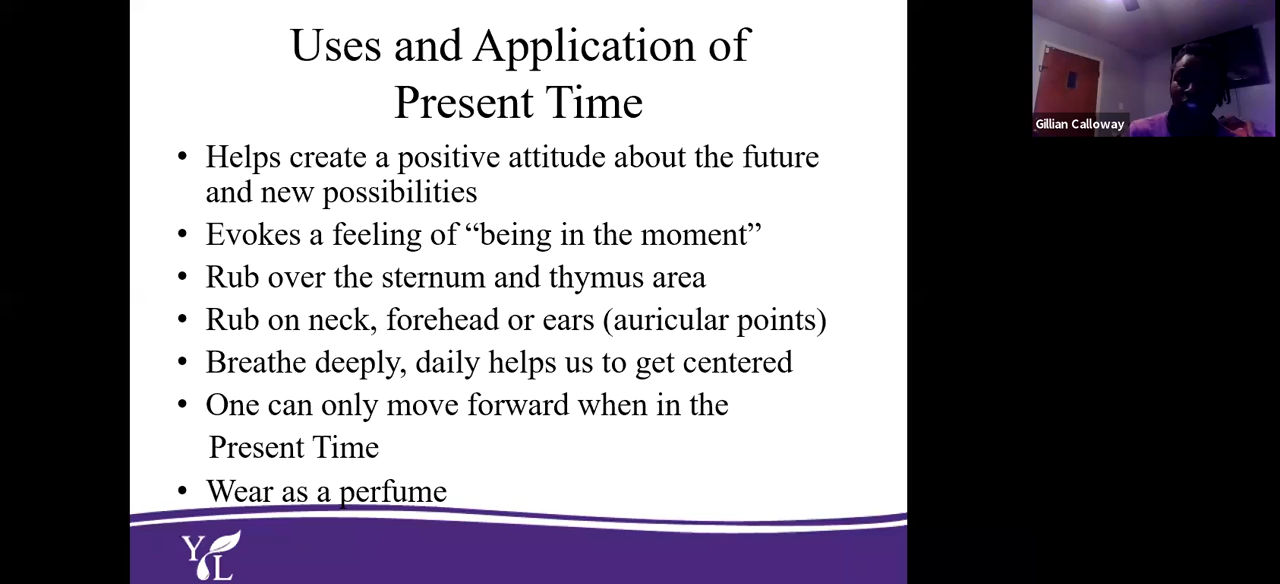 Uses and Application of
Present Time
• Helps create a positive attitude about the future
and new possibilities
• Evokes a feeling of “being in the moment”
• Rub over the sternum and thymus area
• Rub on neck, forehead or ears (auricular points)
• Breathe deeply, daily helps us to get centered
• One can only move forward when in the
Present Time
• Wear as a perfume
YL
Gillian Calloway